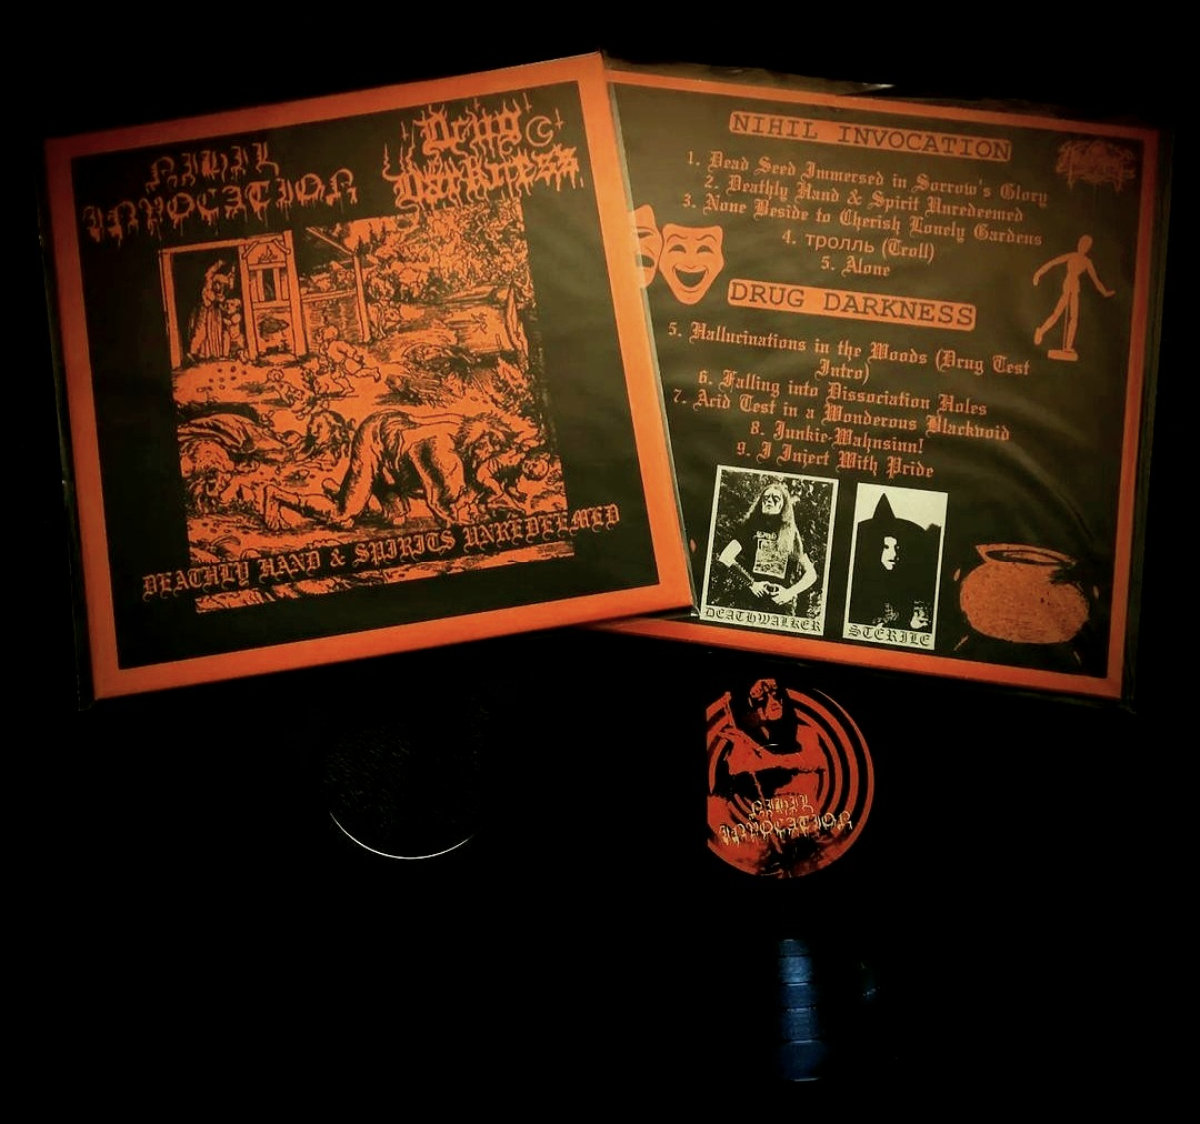 NIHIL
INVOCATION
Drug
Darkness
DEATHLY HAND & SPIRITS UNREDEEMED
NIHIL INVOCATION
1. Dead Seed Immersed in Sorrow's Glory
2. Deathly Hand & Spirit Unredeemed
3. None Beside to Cherish Lonely Gardens
4. тролль (Troll)
5. Alone
DRUG DARKNESS
5. Hallucinations in the Woods (Drug Test
Intro)
6. Falling into Dissociation Holes
7. Acid Test in a Wonderous Blackvoid
8. Junkie-Wahnsinn!
9. I Inject With Pride
DEATHWALKER
STERILE
NIHIL
INVOCATION